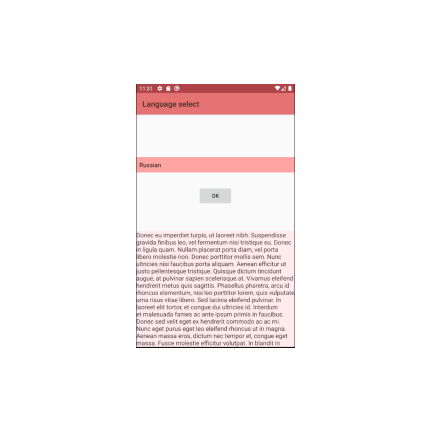 11:31
Language select
Russian
OK
Donec eu imperdiet turpis, ut laoreet nibh. Suspendisse
gravida finibus leo, vel fermentum nisi tristique eu. Donec
in ligula quam. Nullam placerat porta diam, vel porta
libero molestie non. Donec porttitor mollis sem. Nunc
ultricies nisi faucibus porta aliquam. Aenean efficitur ut
justo pellentesque tristique. Quisque dictum tincidunt
augue, at pulvinar sapien scelerisque at. Vivamus eleifend
hendrerit metus quis sagittis. Phasellus pharetra, arcu id
rhoncus elementum, nisi leo porttitor lorem, quis vulputate
urna risus vitae libero. Sed lacinia eleifend pulvinar. In
laoreet elit tortor, et congue dui ultricies id. Interdum
et malesuada fames ac ante ipsum primis in faucibus.
Donec sed velit eget ex hendrerit commodo ac ac mi.
Nunc eget purus eget leo eleifend rhoncus ut in magna.
Aenean massa eros, dictum nec tempor et, congue eget
massa. Fusce molestie efficitur volutpat. In blandit in